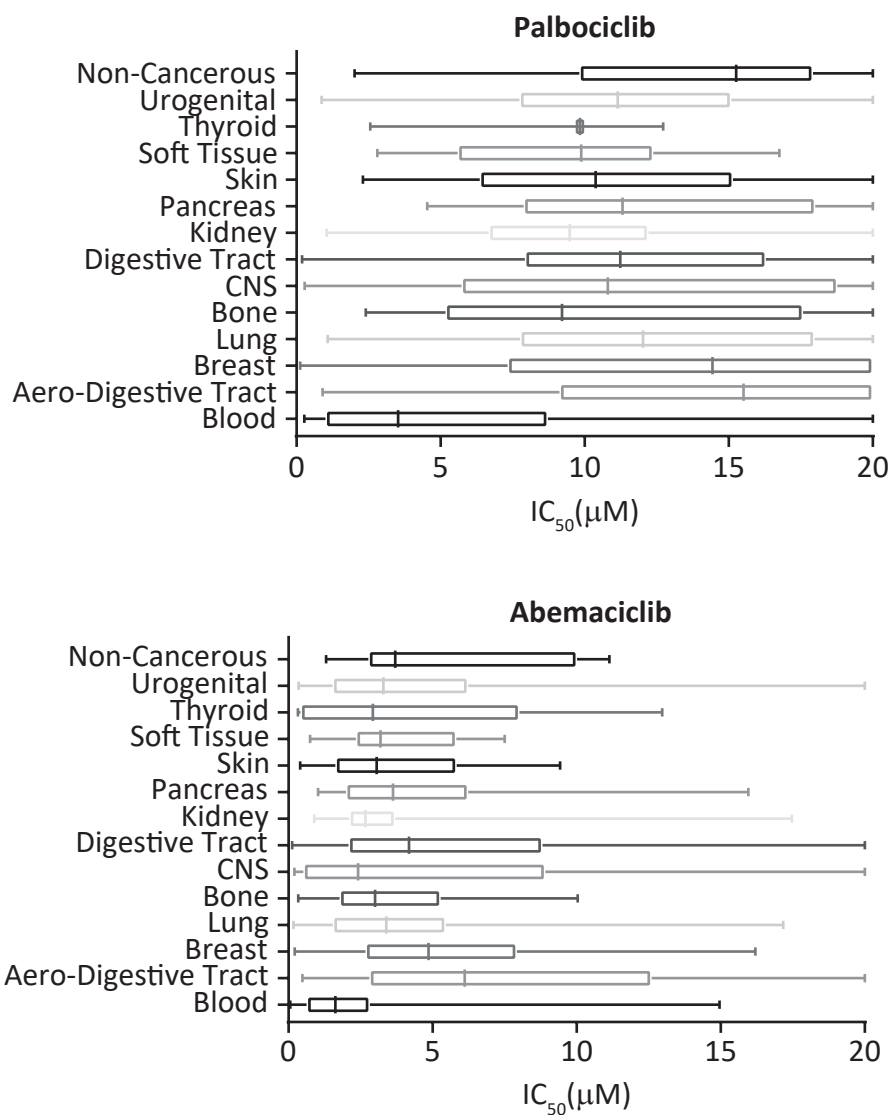 Palbociclib
Non-Cancerous
Urogenital
Thyroid
Soft Tissue
Skin
Pancreas
Kidney
Digestive Tract
CNS
Bone
Lung
Breast
Aero-Digestive Tract
Blood
0 5 10 15 20
IC50(μM)
Abemaciclib
Non-Cancerous
Urogenital
Thyroid
Soft Tissue
Skin
Pancreas
Kidney
Digestive Tract
CNS
Bone
Lung
Breast
Aero-Digestive Tract
Blood
0 5 10 15 20
IC50(μM)